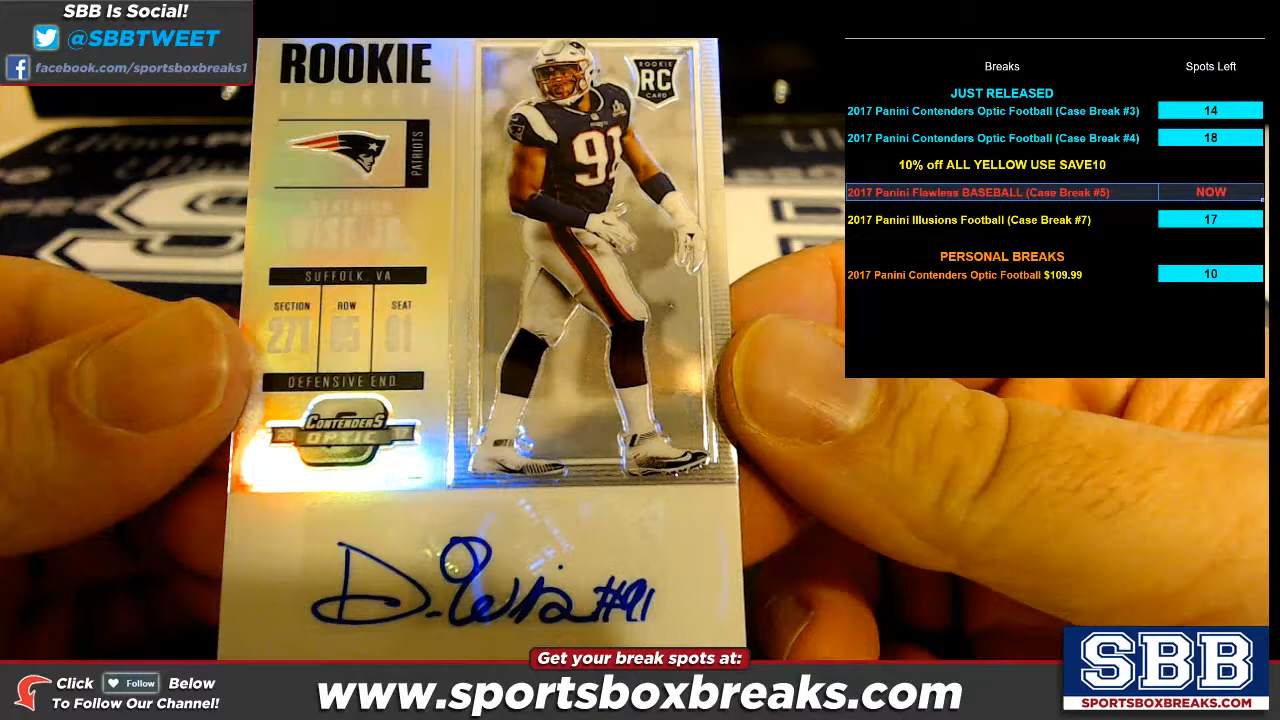 SBB Is Social!
@SBBTWEET
facebook.com/sportsboxbreaks1
ROOKIE
ROOKIE
RC
CARD
PATRIOTS
91
SUFFOLK, VA
SECTION ROW SEAT
271 05 91
DEFENSIVE END
CONTENDERS
OPTIC
#91
Breaks Spots Left
JUST RELEASED
2017 Panini Contenders Optic Football (Case Break #3) 14
2017 Panini Contenders Optic Football (Case Break #4) 18
10% off ALL YELLOW USE SAVE10
2017 Panini Flawless BASEBALL (Case Break #5) NOW
2017 Panini Illusions Football (Case Break #7) 17
PERSONAL BREAKS
2017 Panini Contenders Optic Football $109.99 10
Get your break spots at:
www.sportsboxbreaks.com
Click Follow Below
To Follow Our Channel!
SBB
SPORTSBOXBREAKS.COM